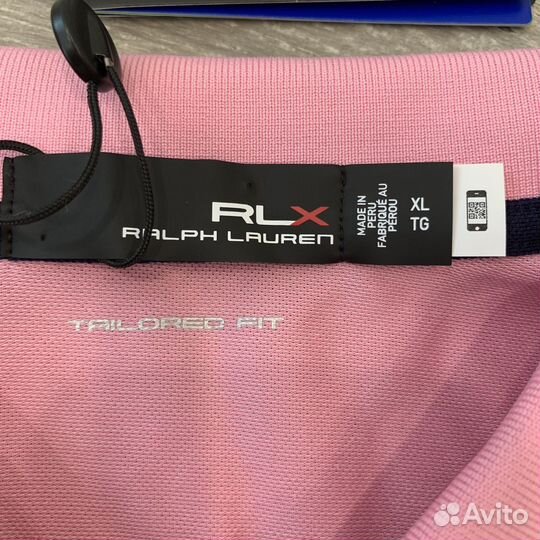 RLX
RALPH LAUREN
MADE IN
PERU
FABRIQUÉ AU
PEROU
XL
TG
TAILORED FIT
Avito